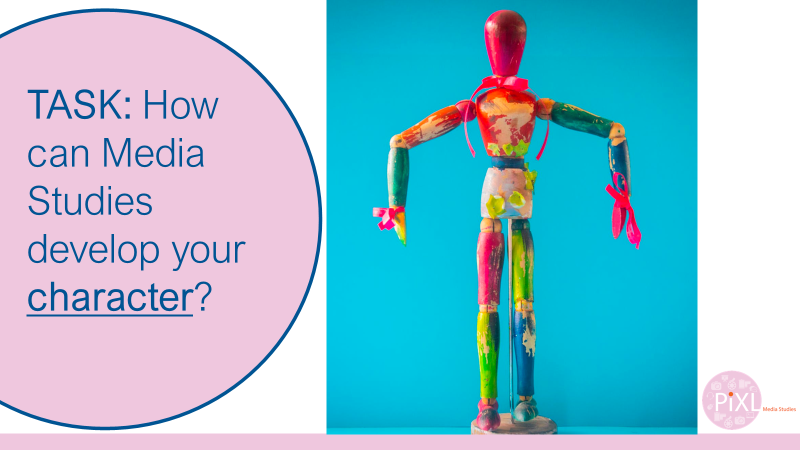 TASK: How
can Media
Studies
develop your
character?
PiXL
Media Studies